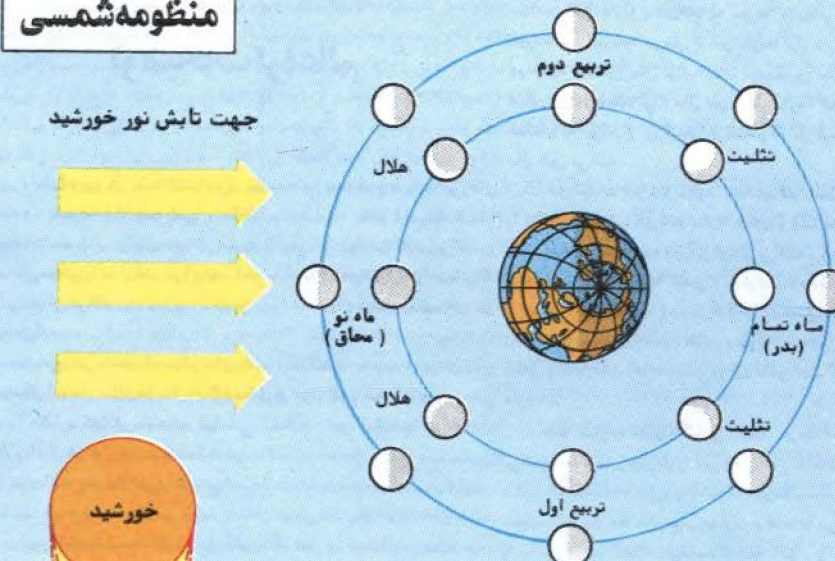 منظومه‌شمسی
جهت تابش نور خورشید
تربیع دوم
هلال
تثلیث
ماه نو
(محاق)
ماه تمام
(بدر)
هلال
تثلیث
تربیع اول
خورشید